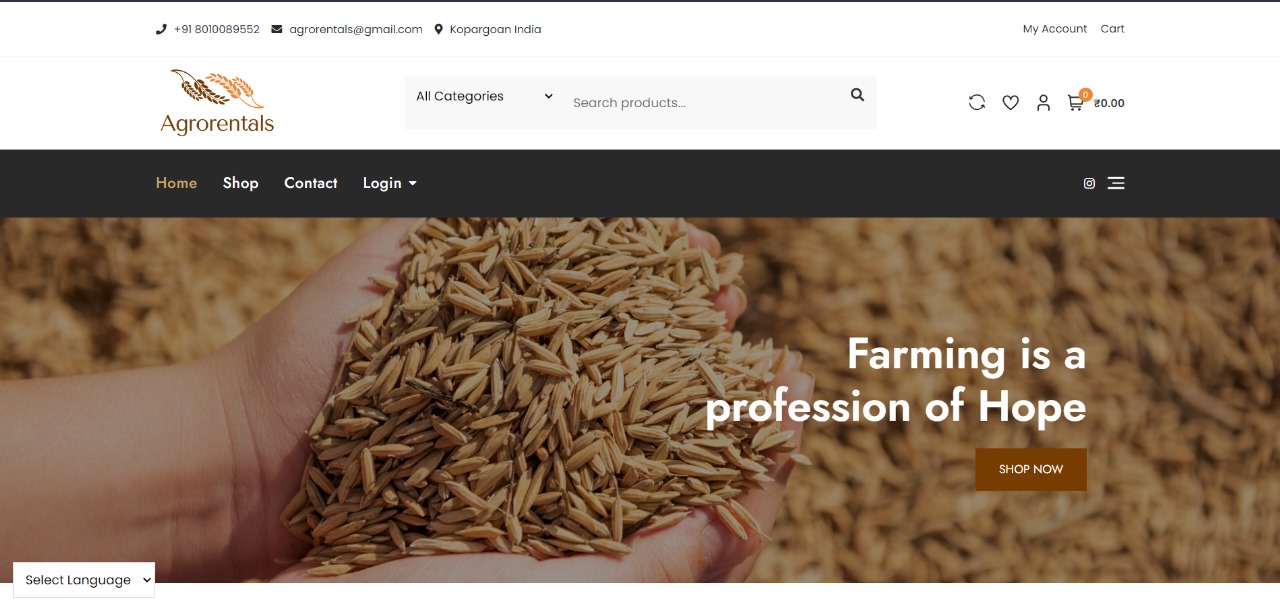 +91 8010089552 agrorentals@gmail.com Kopargoan India My Account Cart
Agrorentals
All Categories Search products... 0 ₹0.00
Home Shop Contact Login
Farming is a
profession of Hope
SHOP NOW
Select Language